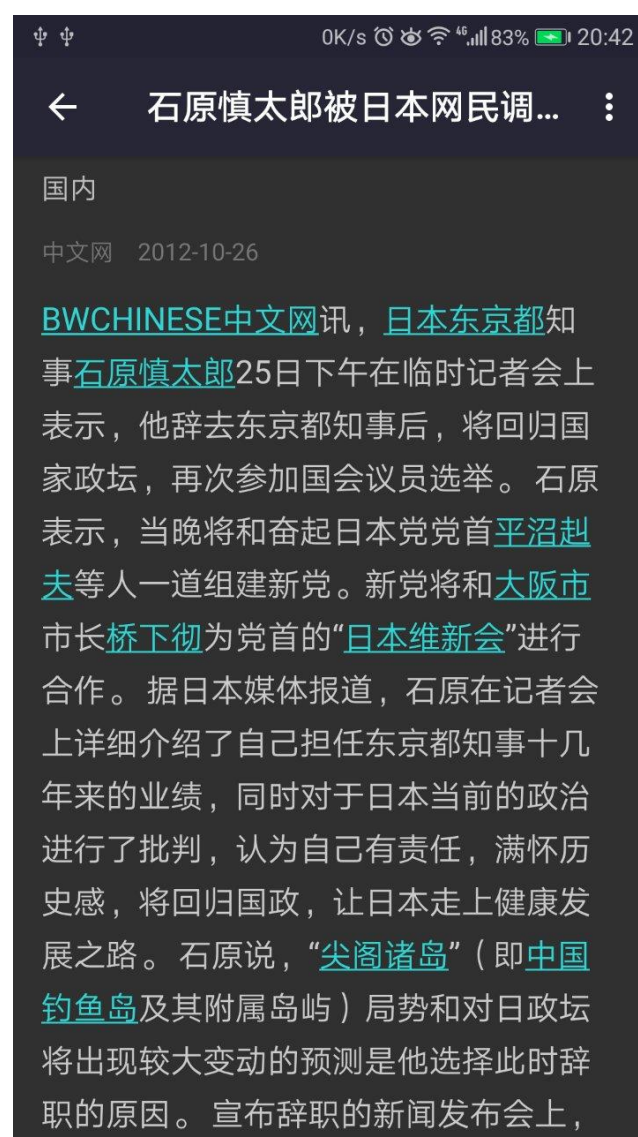 0K/s 46 83% 20:42
石原慎太郎被日本网民调...
国内
中文网 2012-10-26
BWCHINESE中文网讯，日本东京都知
事石原慎太郎25日下午在临时记者会上
表示，他辞去东京都知事后，将回归国
家政坛，再次参加国会议员选举。石原
表示，当晚将和奋起日本党党首平沼赳
夫等人一道组建新党。新党将和大阪市
市长桥下彻为党首的“日本维新会”进行
合作。据日本媒体报道，石原在记者会
上详细介绍了自己担任东京都知事十几
年来的业绩，同时对于日本当前的政治
进行了批判，认为自己有责任，满怀历
史感，将回归国政，让日本走上健康发
展之路。石原说，“尖阁诸岛”（即中国
钓鱼岛及其附属岛屿）局势和对日政坛
将出现较大变动的预测是他选择此时辞
职的原因。宣布辞职的新闻发布会上，